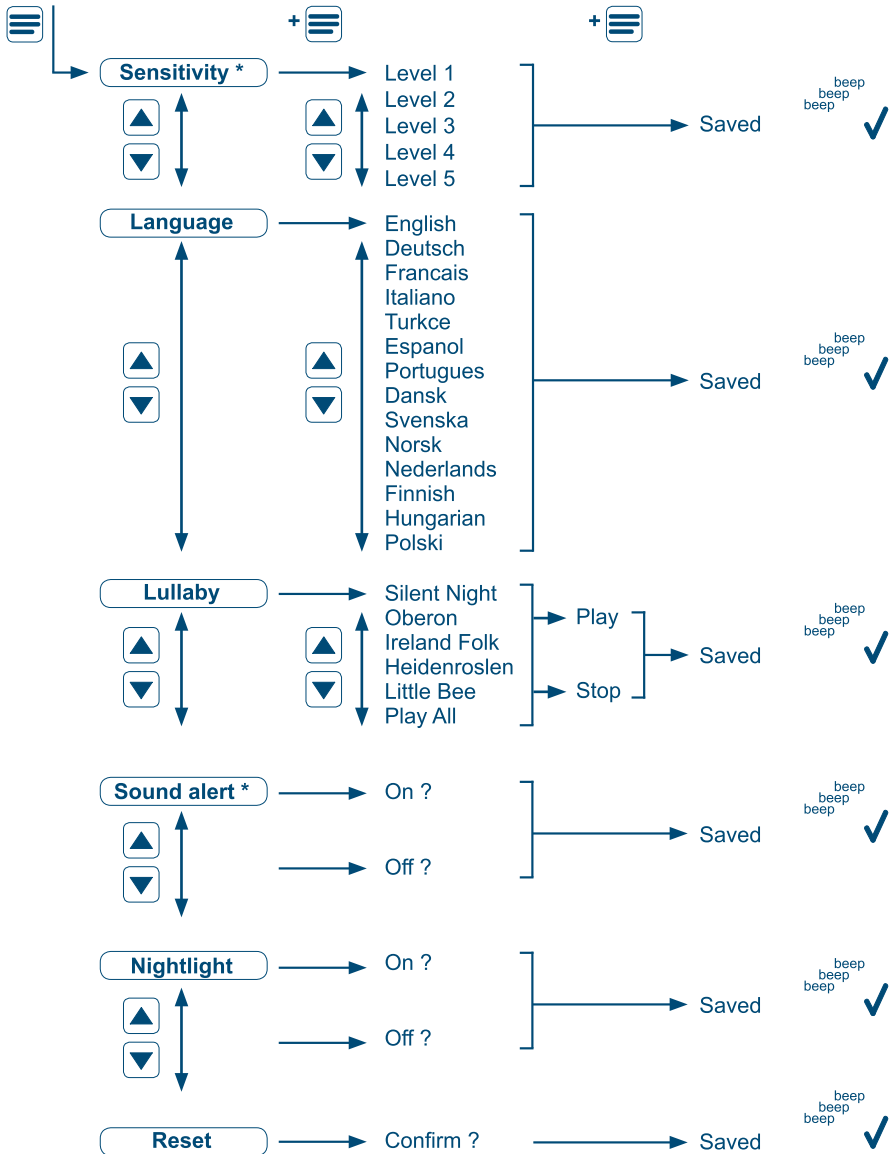 +
+
Sensitivity *
Level 1
Level 2
Level 3
Level 4
Level 5
Saved
beep
beep
beep
Language
English
Deutsch
Francais
Italiano
Turkce
Espanol
Portugues
Dansk
Svenska
Norsk
Nederlands
Finnish
Hungarian
Polski
Saved
beep
beep
beep
Lullaby
Silent Night
Oberon
Ireland Folk
Heidenroslen
Little Bee
Play All
Play
Stop
Saved
beep
beep
beep
Sound alert *
On ?
Off ?
Saved
beep
beep
beep
Nightlight
On ?
Off ?
Saved
beep
beep
beep
Reset
Confirm ?
Saved
beep
beep
beep